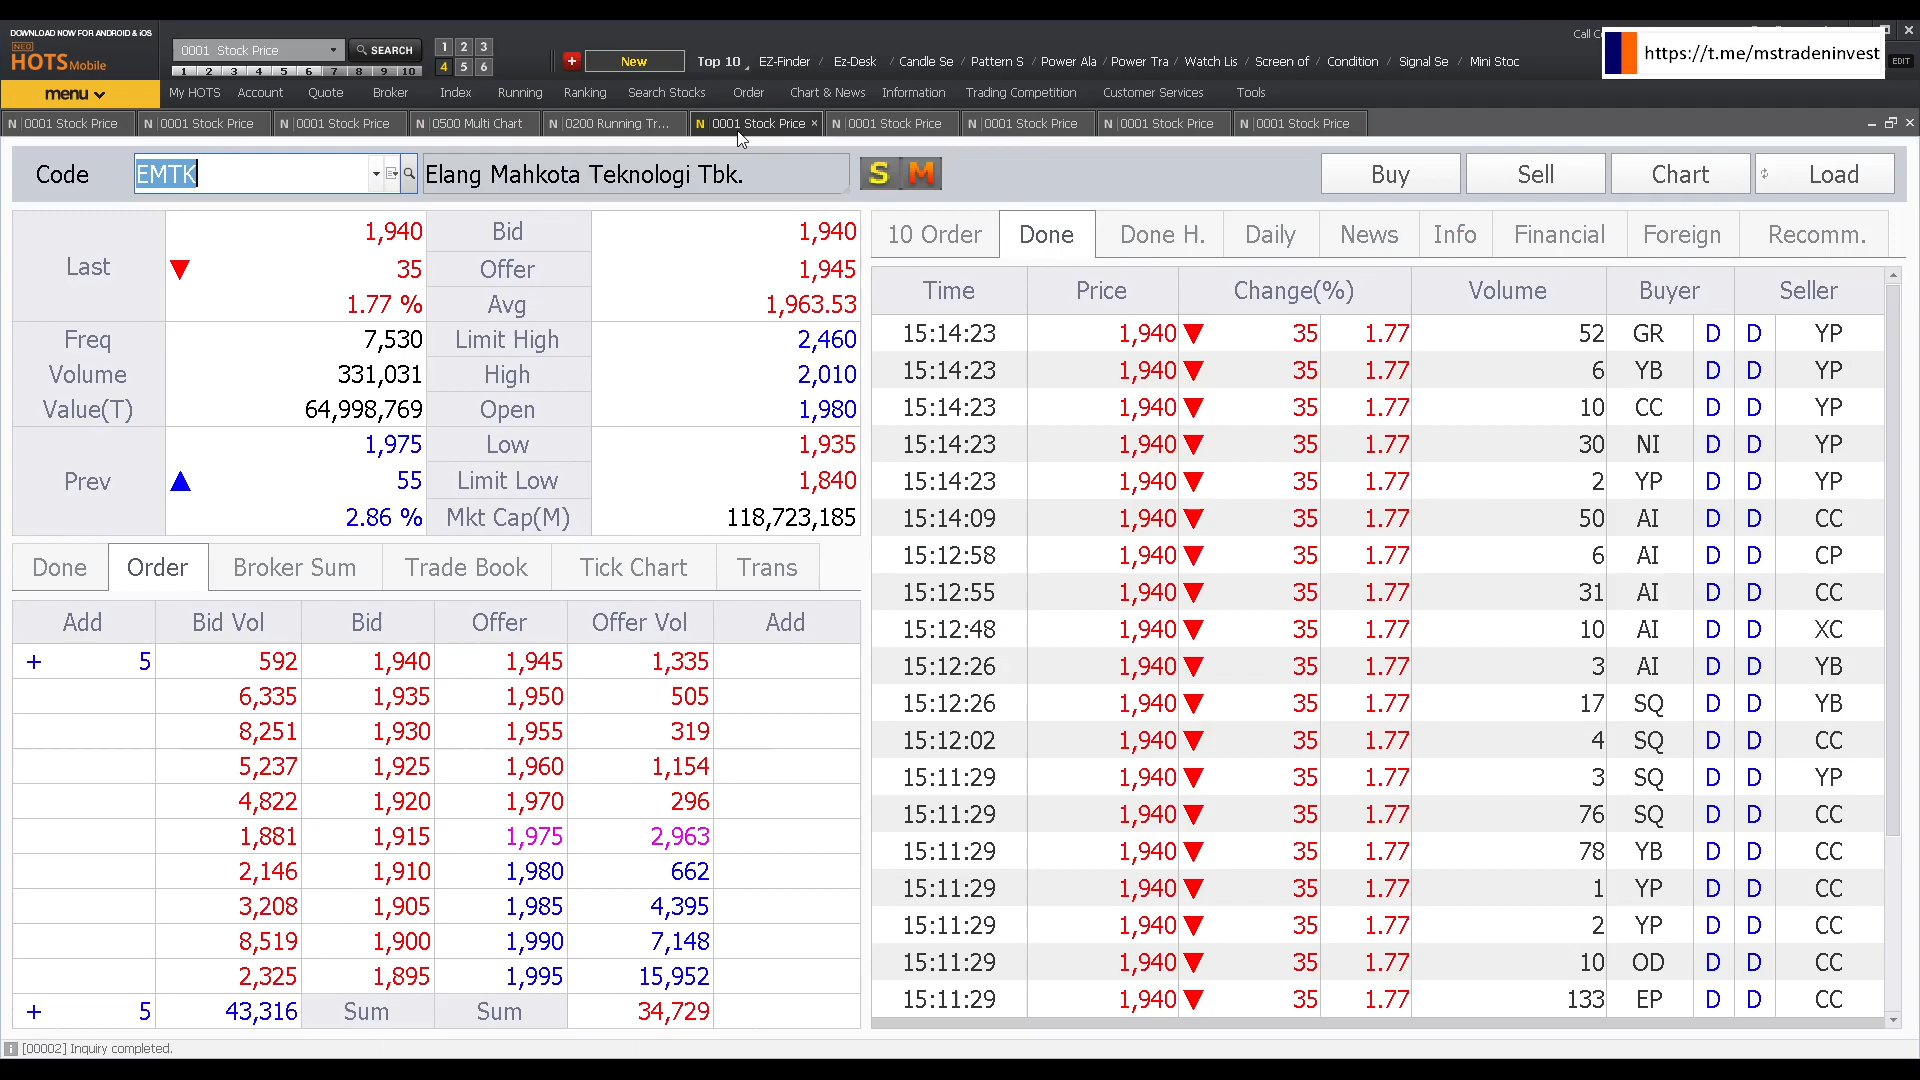 DOWNLOAD NOW FOR ANDROID & iOS
NEO
HOTS Mobile
menu
0001 Stock Price
SEARCH
1 2 3 4 5 6 7 8 9 10
1 2 3
4 5 6
New
Top 10 EZ-Finder / Ez-Desk / Candle Se / Pattern S / Power Ala / Power Tra / Watch Lis / Screen of / Condition / Signal Se / Mini Stoc
https://t.me/mstradeninvest
EDIT
My HOTS Account Quote Broker Index Running Ranking Search Stocks Order Chart & News Information Trading Competition Customer Services Tools
N 0001 Stock Price N 0001 Stock Price N 0001 Stock Price N 0500 Multi Chart N 0200 Running Tr... N 0001 Stock Price × N 0001 Stock Price N 0001 Stock Price N 0001 Stock Price N 0001 Stock Price
Code EMTK Elang Mahkota Teknologi Tbk. S M Buy Sell Chart Load
Last 1,940 Bid 1,940
▼ 35 Offer 1,945
1.77 % Avg 1,963.53
Freq 7,530 Limit High 2,460
Volume 331,031 High 2,010
Value(T) 64,998,769 Open 1,980
Prev 1,975 Low 1,935
▲ 55 Limit Low 1,840
2.86 % Mkt Cap(M) 118,723,185
Done Order Broker Sum Trade Book Tick Chart Trans
Add Bid Vol Bid Offer Offer Vol Add
+ 5 592 1,940 1,945 1,335
6,335 1,935 1,950 505
8,251 1,930 1,955 319
5,237 1,925 1,960 1,154
4,822 1,920 1,970 296
1,881 1,915 1,975 2,963
2,146 1,910 1,980 662
3,208 1,905 1,985 4,395
8,519 1,900 1,990 7,148
2,325 1,895 1,995 15,952
+ 5 43,316 Sum Sum 34,729
10 Order Done Done H. Daily News Info Financial Foreign Recomm.
Time Price Change(%) Volume Buyer Seller
15:14:23 1,940 ▼ 35 1.77 52 GR D D YP
15:14:23 1,940 ▼ 35 1.77 6 YB D D YP
15:14:23 1,940 ▼ 35 1.77 10 CC D D YP
15:14:23 1,940 ▼ 35 1.77 30 NI D D YP
15:14:23 1,940 ▼ 35 1.77 2 YP D D YP
15:14:09 1,940 ▼ 35 1.77 50 AI D D CC
15:12:58 1,940 ▼ 35 1.77 6 AI D D CP
15:12:55 1,940 ▼ 35 1.77 31 AI D D CC
15:12:48 1,940 ▼ 35 1.77 10 AI D D XC
15:12:26 1,940 ▼ 35 1.77 3 AI D D YB
15:12:26 1,940 ▼ 35 1.77 17 SQ D D YB
15:12:02 1,940 ▼ 35 1.77 4 SQ D D CC
15:11:29 1,940 ▼ 35 1.77 3 SQ D D YP
15:11:29 1,940 ▼ 35 1.77 76 SQ D D CC
15:11:29 1,940 ▼ 35 1.77 78 YB D D CC
15:11:29 1,940 ▼ 35 1.77 1 YP D D CC
15:11:29 1,940 ▼ 35 1.77 2 YP D D CC
15:11:29 1,940 ▼ 35 1.77 10 OD D D CC
15:11:29 1,940 ▼ 35 1.77 133 EP D D CC
[00002] Inquiry completed.